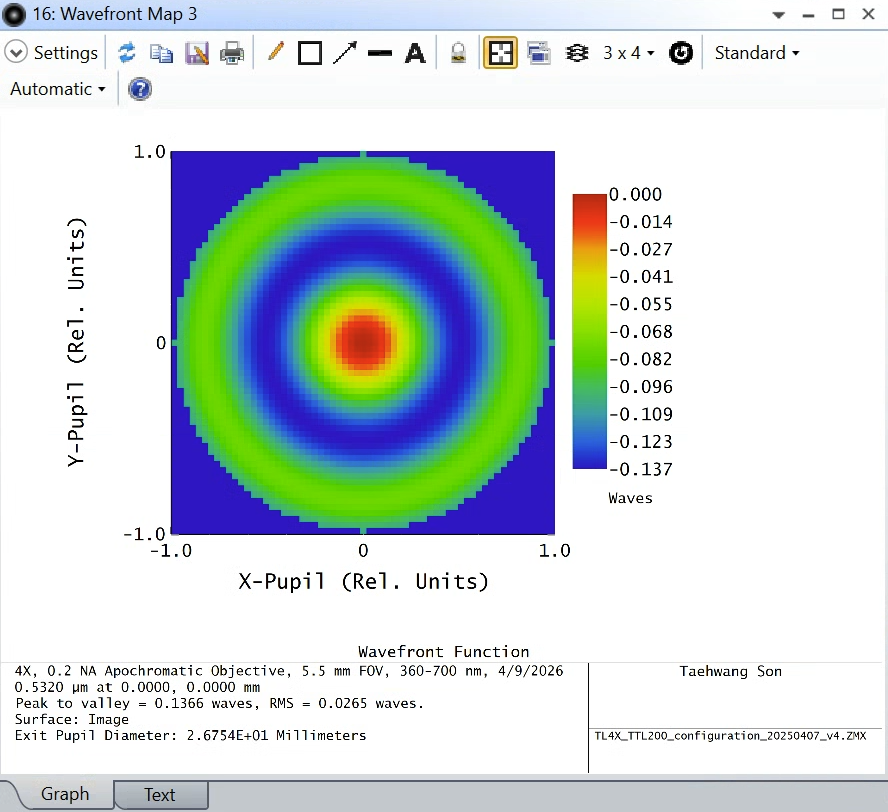 16: Wavefront Map 3
Settings
3 x 4
Standard
Automatic
1.0
0
-1.0
-1.0
0
1.0
Y-Pupil (Rel. Units)
X-Pupil (Rel. Units)
0.000
-0.014
-0.027
-0.041
-0.055
-0.068
-0.082
-0.096
-0.109
-0.123
-0.137
Waves
Wavefront Function
4X, 0.2 NA Apochromatic Objective, 5.5 mm FOV, 360-700 nm, 4/9/2026
0.5320 µm at 0.0000, 0.0000 mm
Peak to valley = 0.1366 waves, RMS = 0.0265 waves.
Surface: Image
Exit Pupil Diameter: 2.6754E+01 Millimeters
Taehwang Son
TL4X_TTL200_configuration_20250407_v4.ZMX
Graph
Text